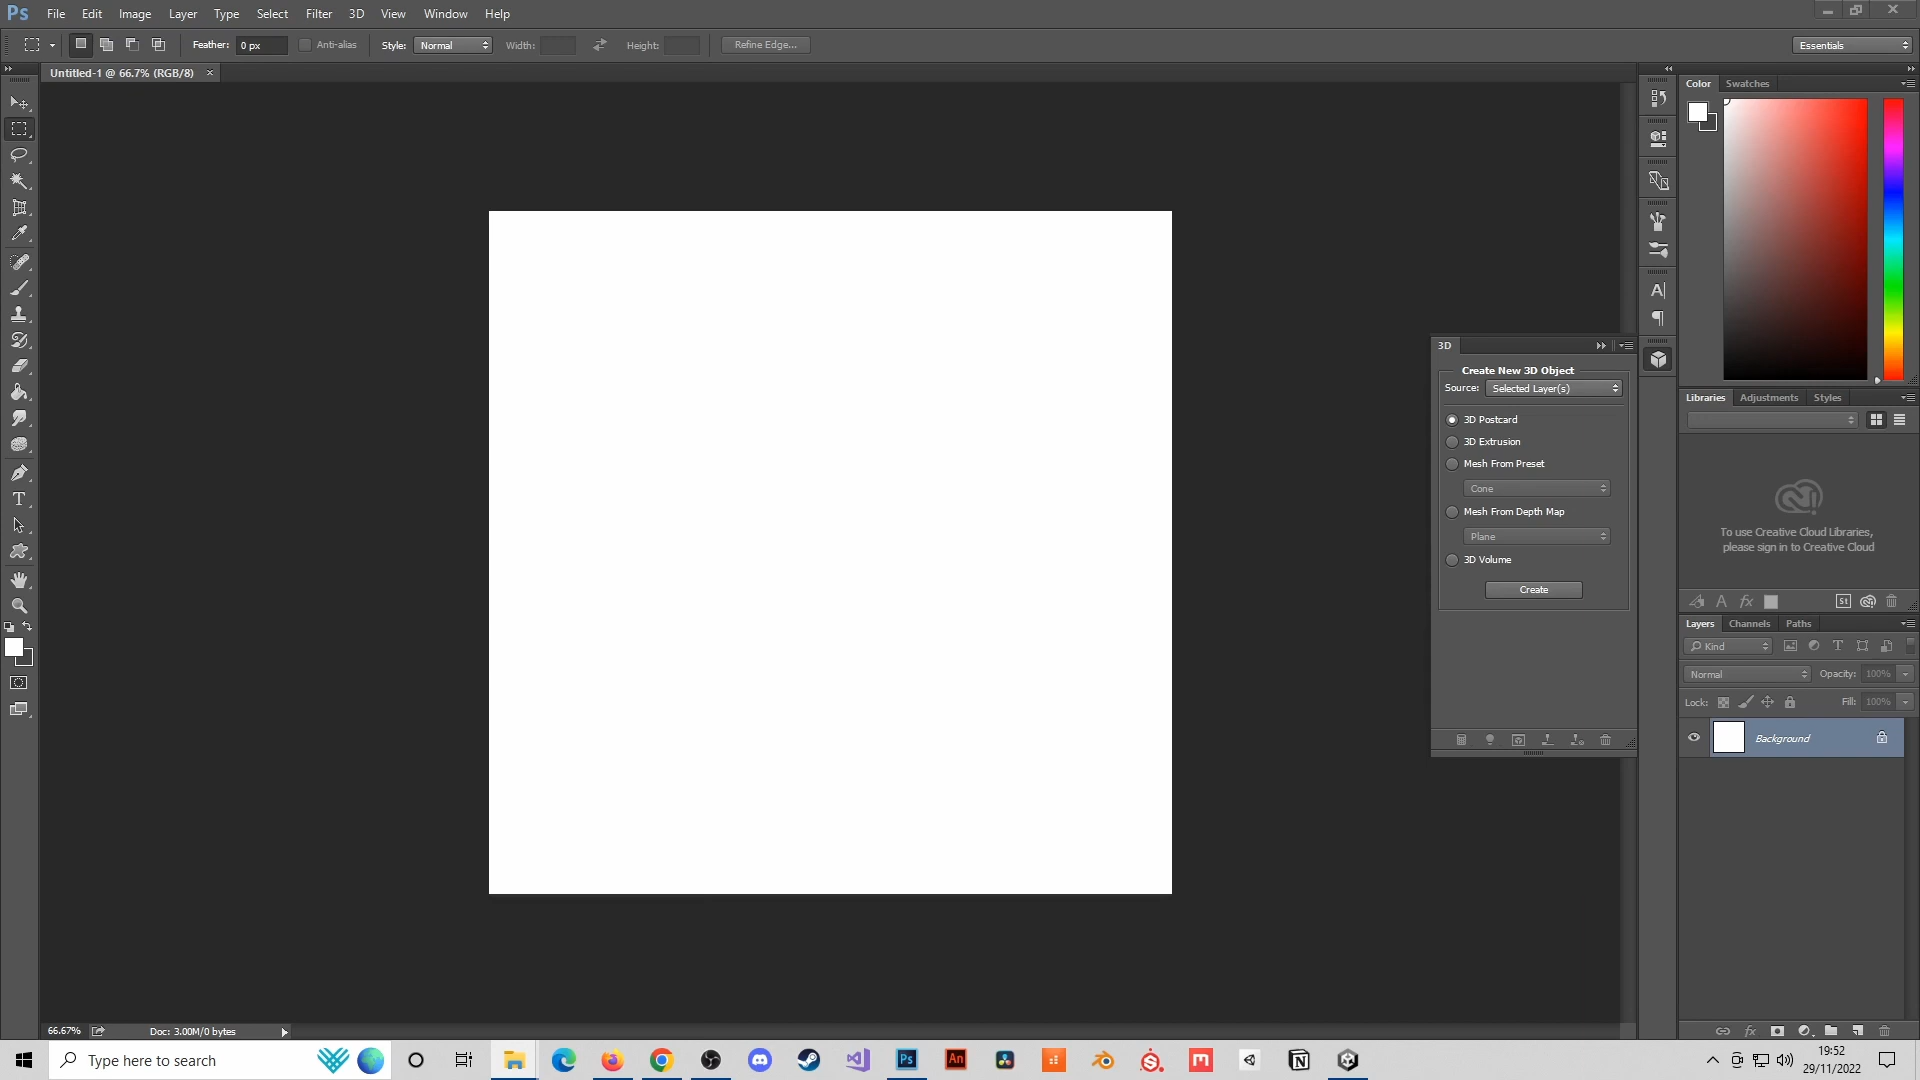 Ps File Edit Image Layer Type Select Filter 3D View Window Help
Feather: 0 px Anti-alias Style: Normal Width: Height: Refine Edge... Essentials
Untitled-1 @ 66.7% (RGB/8) ×
Color Swatches
3D
Create New 3D Object
Source: Selected Layer(s)
3D Postcard
3D Extrusion
Mesh From Preset
Cone
Mesh From Depth Map
Plane
3D Volume
Create
Libraries Adjustments Styles
To use Creative Cloud Libraries,
please sign in to Creative Cloud
St
Layers Channels Paths
Kind
Normal Opacity: 100%
Lock: Fill: 100%
Background
66.67% Doc: 3.00M/0 bytes
Type here to search
Ps An
19:52
29/11/2022